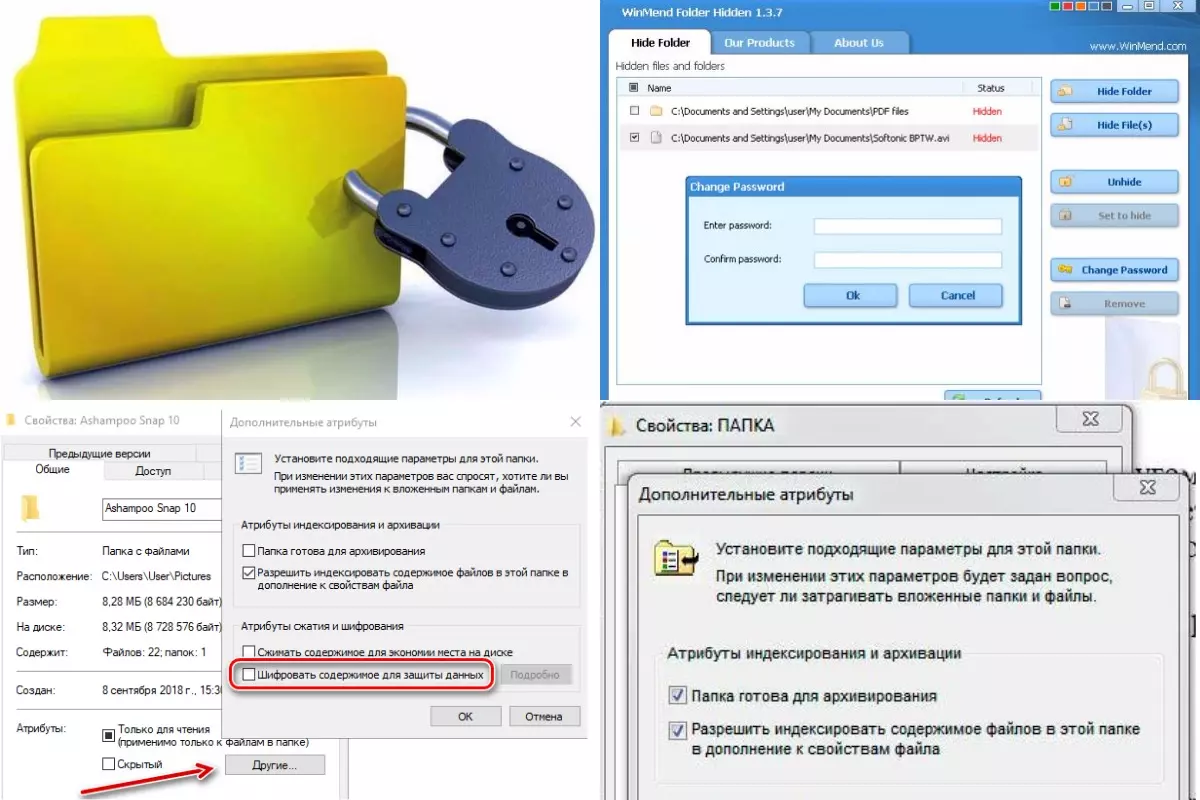 WinMend Folder Hidden 1.3.7
Hide Folder
Our Products
About Us
www.WinMend.com
Hidden files and folders
Name
Status
C:\Documents and Settings\user\My Documents\PDF files
Hidden
C:\Documents and Settings\user\My Documents\Softonic BPTW.avi
Hidden
Change Password
Enter password:
Confirm password:
Ok
Cancel
Hide Folder
Hide File(s)
Unhide
Set to hide
Change Password
Remove
Свойства: Ashampoo Snap 10
Предыдущие версии
Общие
Доступ
Ashampoo Snap 10
Тип:
Папка с файлами
Расположение:
C:\Users\User\Pictures
Размер:
8,28 МБ (8 684 230 байт)
На диске:
8,32 МБ (8 728 576 байт)
Содержит:
Файлов: 22; папок: 1
Создан:
8 сентября 2018 г., 15:30
Атрибуты:
Только для чтения
(применимо только к файлам в папке)
Скрытый
Другие...
Дополнительные атрибуты
Установите подходящие параметры для этой папки.
При изменении этих параметров вас спросят, хотите ли вы
применять изменения к вложенным папкам и файлам.
Атрибуты индексирования и архивации
Папка готова для архивирования
Разрешить индексировать содержимое файлов в этой папке в
дополнение к свойствам файла
Атрибуты сжатия и шифрования
Сжимать содержимое для экономии места на диске
Шифровать содержимое для защиты данных
Подробно
ОК
Отмена
Свойства: ПАПКА
Дополнительные атрибуты
Установите подходящие параметры для этой папки.
При изменении этих параметров будет задан вопрос,
следует ли затрагивать вложенные папки и файлы.
Атрибуты индексирования и архивации
Папка готова для архивирования
Разрешить индексировать содержимое файлов в этой папке
в дополнение к свойствам файла